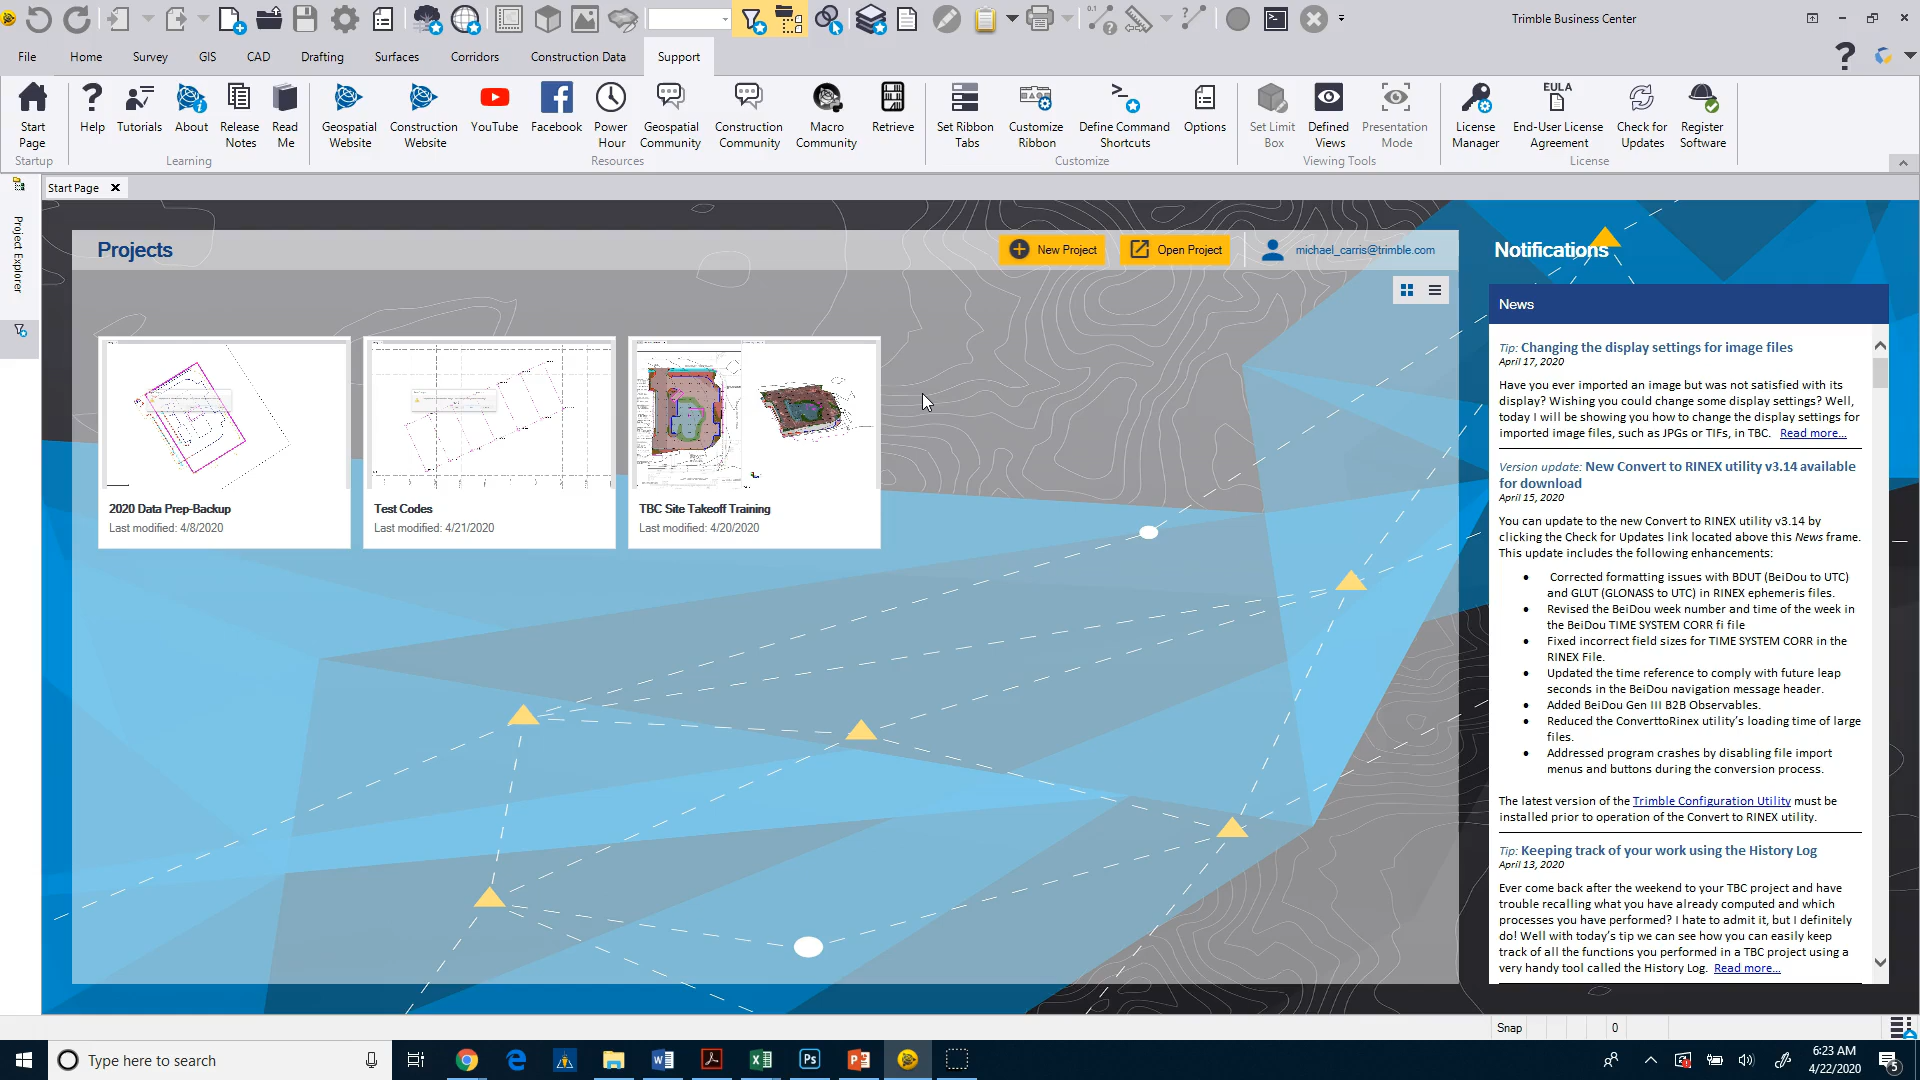 Trimble Business Center
File Home Survey GIS CAD Drafting Surfaces Corridors Construction Data Support
Start Page
Help
Tutorials
About
Release Notes
Read Me
Geospatial Website
Construction Website
YouTube
Facebook
Power Hour
Geospatial Community
Construction Community
Macro Community
Retrieve
Set Ribbon Tabs
Customize Ribbon
Define Command Shortcuts
Options
Set Limit Box
Defined Views
Presentation Mode
License Manager
EULA
End-User License Agreement
Check for Updates
Register Software
Startup Learning Resources Customize Viewing Tools License
Start Page
Project Explorer
Projects
New Project
Open Project
michael_carris@trimble.com
2020 Data Prep-Backup
Last modified: 4/8/2020
Test Codes
Last modified: 4/21/2020
TBC Site Takeoff Training
Last modified: 4/20/2020
Notifications
News
Tip: Changing the display settings for image files
April 17, 2020
Have you ever imported an image but was not satisfied with its
display? Wishing you could change some display settings? Well,
today I will be showing you how to change the display settings for
imported image files, such as JPGs or TIFs, in TBC. Read more...
Version update: New Convert to RINEX utility v3.14 available
for download
April 15, 2020
You can update to the new Convert to RINEX utility v3.14 by
clicking the Check for Updates link located above this News frame.
This update includes the following enhancements:
• Corrected formatting issues with BDUT (BeiDou to UTC)
and GLUT (GLONASS to UTC) in RINEX ephemeris files.
• Revised the BeiDou week number and time of the week in
the BeiDou TIME SYSTEM CORR fi file
• Fixed incorrect field sizes for TIME SYSTEM CORR in the
RINEX File.
• Updated the time reference to comply with future leap
seconds in the BeiDou navigation message header.
• Added BeiDou Gen III B2B Observables.
• Reduced the ConverttoRinex utility's loading time of large
files.
• Addressed program crashes by disabling file import
menus and buttons during the conversion process.
The latest version of the Trimble Configuration Utility must be
installed prior to operation of the Convert to RINEX utility.
Tip: Keeping track of your work using the History Log
April 13, 2020
Ever come back after the weekend to your TBC project and have
trouble recalling what you have already computed and which
processes you have performed? I hate to admit it, but I definitely
do! Well with today's tip we can see how you can easily keep
track of all the functions you performed in a TBC project using a
very handy tool called the History Log. Read more...
Snap 0
Type here to search
6:23 AM
4/22/2020
5